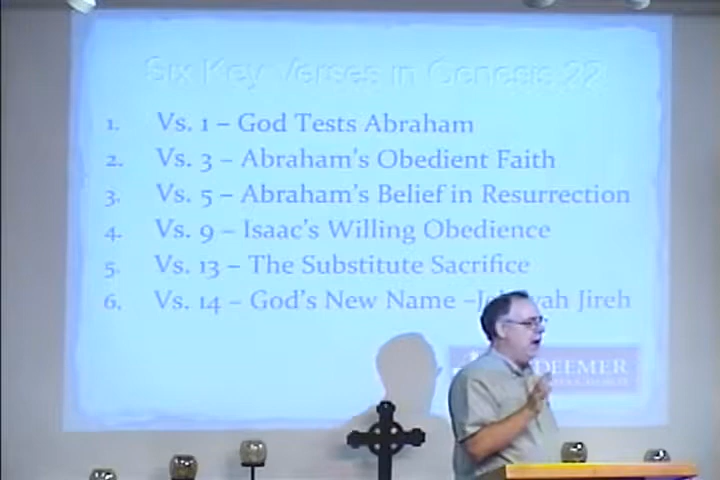 Six Key Verses in Genesis 22
1. Vs. 1 – God Tests Abraham
2. Vs. 3 – Abraham's Obedient Faith
3. Vs. 5 – Abraham's Belief in Resurrection
4. Vs. 9 – Isaac's Willing Obedience
5. Vs. 13 – The Substitute Sacrifice
6. Vs. 14 – God's New Name – Jireh
DEEMER